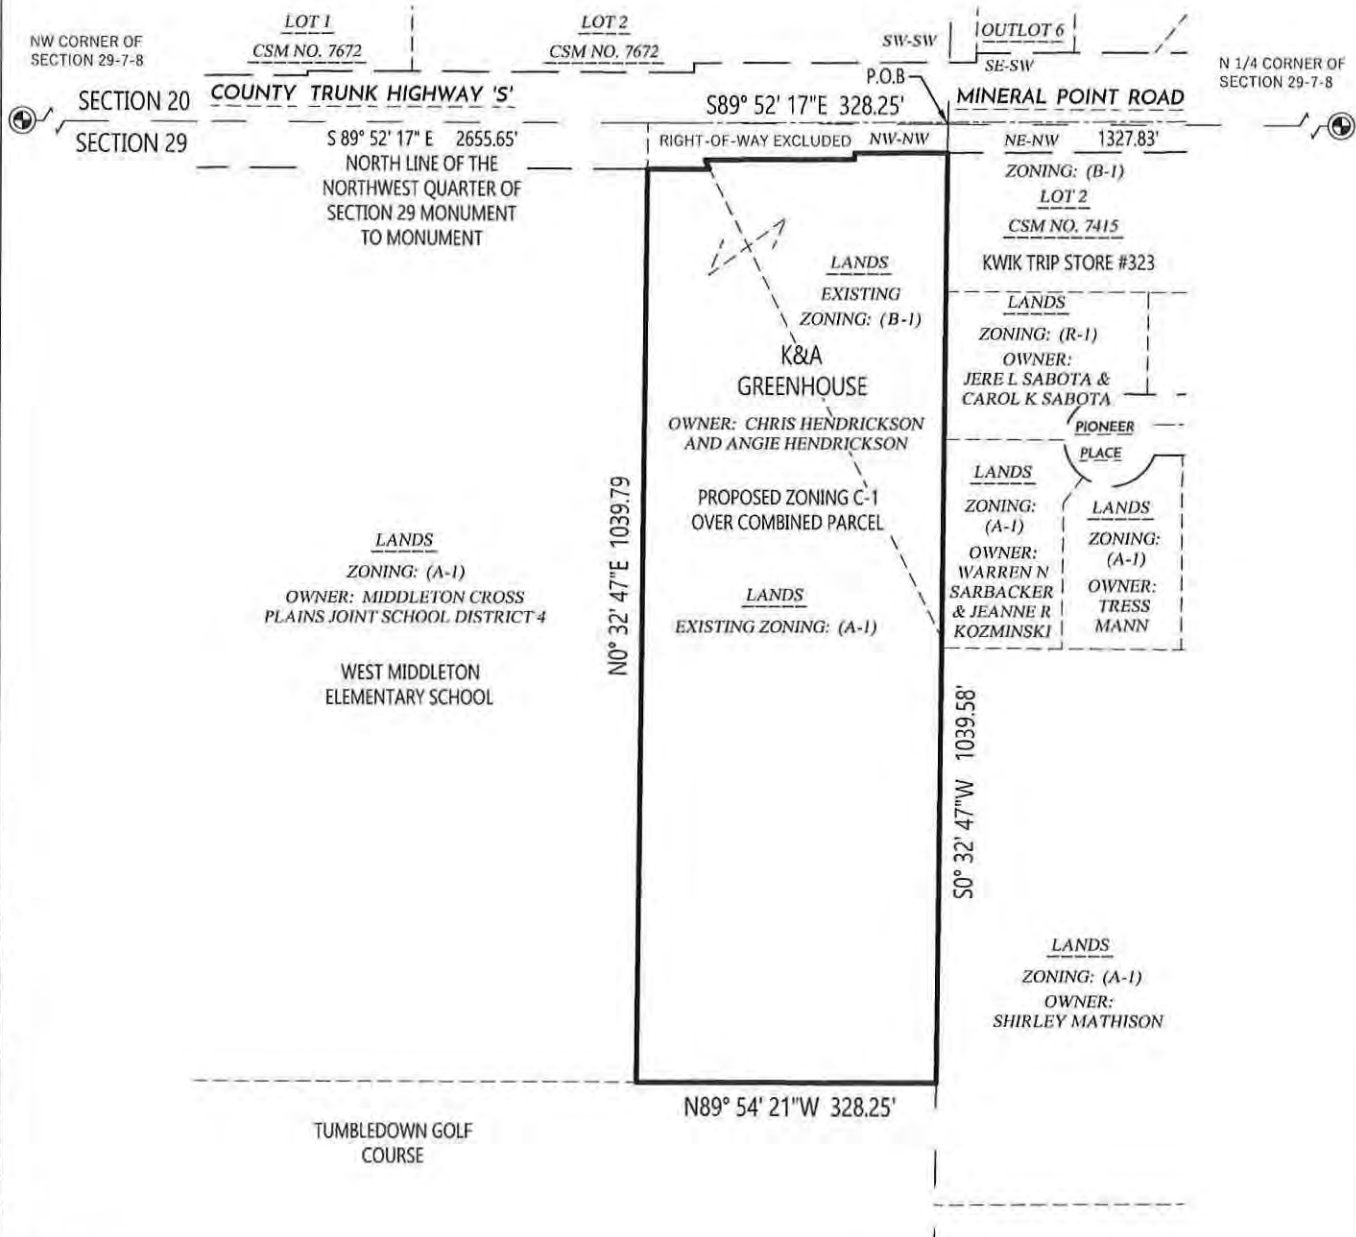 LOT 1
CSM NO. 7672
LOT 2
CSM NO. 7672
SW-SW
OUTLOT 6
SE-SW
NW CORNER OF
SECTION 29-7-8
N 1/4 CORNER OF
SECTION 29-7-8
P.O.B
SECTION 20
COUNTY TRUNK HIGHWAY 'S'
S89° 52' 17"E 328.25'
MINERAL POINT ROAD
SECTION 29
S 89° 52' 17" E 2655.65'
NORTH LINE OF THE
NORTHWEST QUARTER OF
SECTION 29 MONUMENT
TO MONUMENT
RIGHT-OF-WAY EXCLUDED
NW-NW
NE-NW
1327.83'
ZONING: (B-1)
LOT 2
CSM NO. 7415
KWIK TRIP STORE #323
LANDS
EXISTING
ZONING: (B-1)
K&A
GREENHOUSE
OWNER: CHRIS HENDRICKSON
AND ANGIE HENDRICKSON
PROPOSED ZONING C-1
OVER COMBINED PARCEL
LANDS
EXISTING ZONING: (A-1)
LANDS
ZONING: (R-1)
OWNER:
JERE L SABOTA &
CAROL K SABOTA
PIONEER
PLACE
LANDS
ZONING:
(A-1)
OWNER:
WARREN N
SARBACKER
& JEANNE R
KOZMINSKI
LANDS
ZONING:
(A-1)
OWNER:
TRESS
MANN
N0° 32' 47"E 1039.79
LANDS
ZONING: (A-1)
OWNER: MIDDLETON CROSS
PLAINS JOINT SCHOOL DISTRICT 4
WEST MIDDLETON
ELEMENTARY SCHOOL
S0° 32' 47"W 1039.58'
LANDS
ZONING: (A-1)
OWNER:
SHIRLEY MATHISON
N89° 54' 21"W 328.25'
TUMBLEDOWN GOLF
COURSE